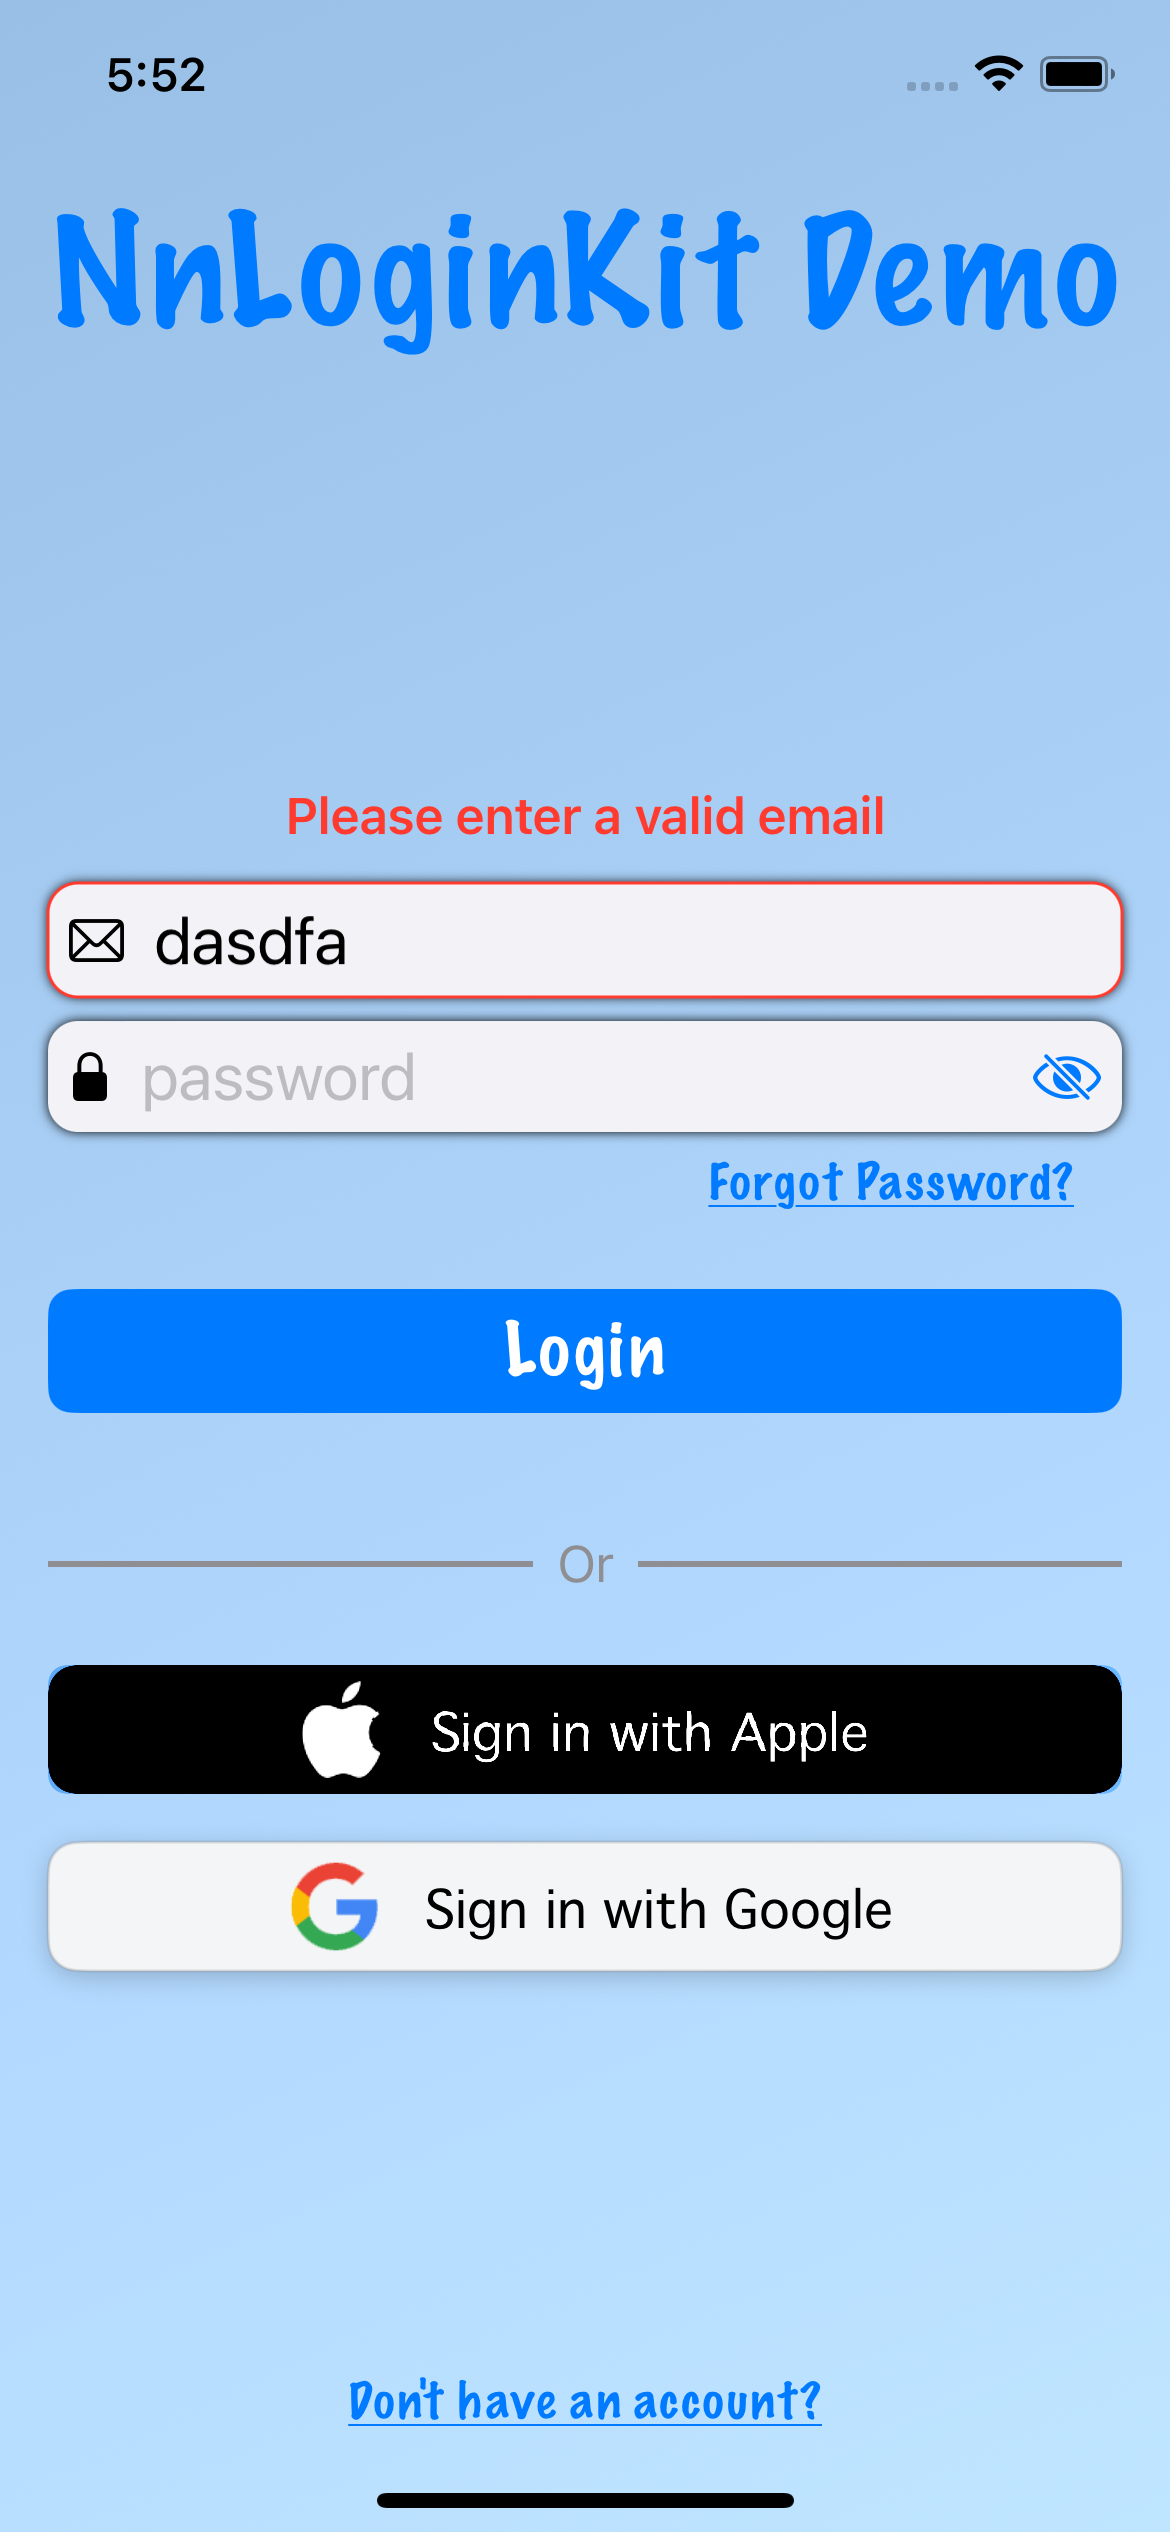 5:52
NnLoginKit Demo
Please enter a valid email
dasdfa
password
Forgot Password?
Login
Or
Sign in with Apple
Sign in with Google
Don't have an account?